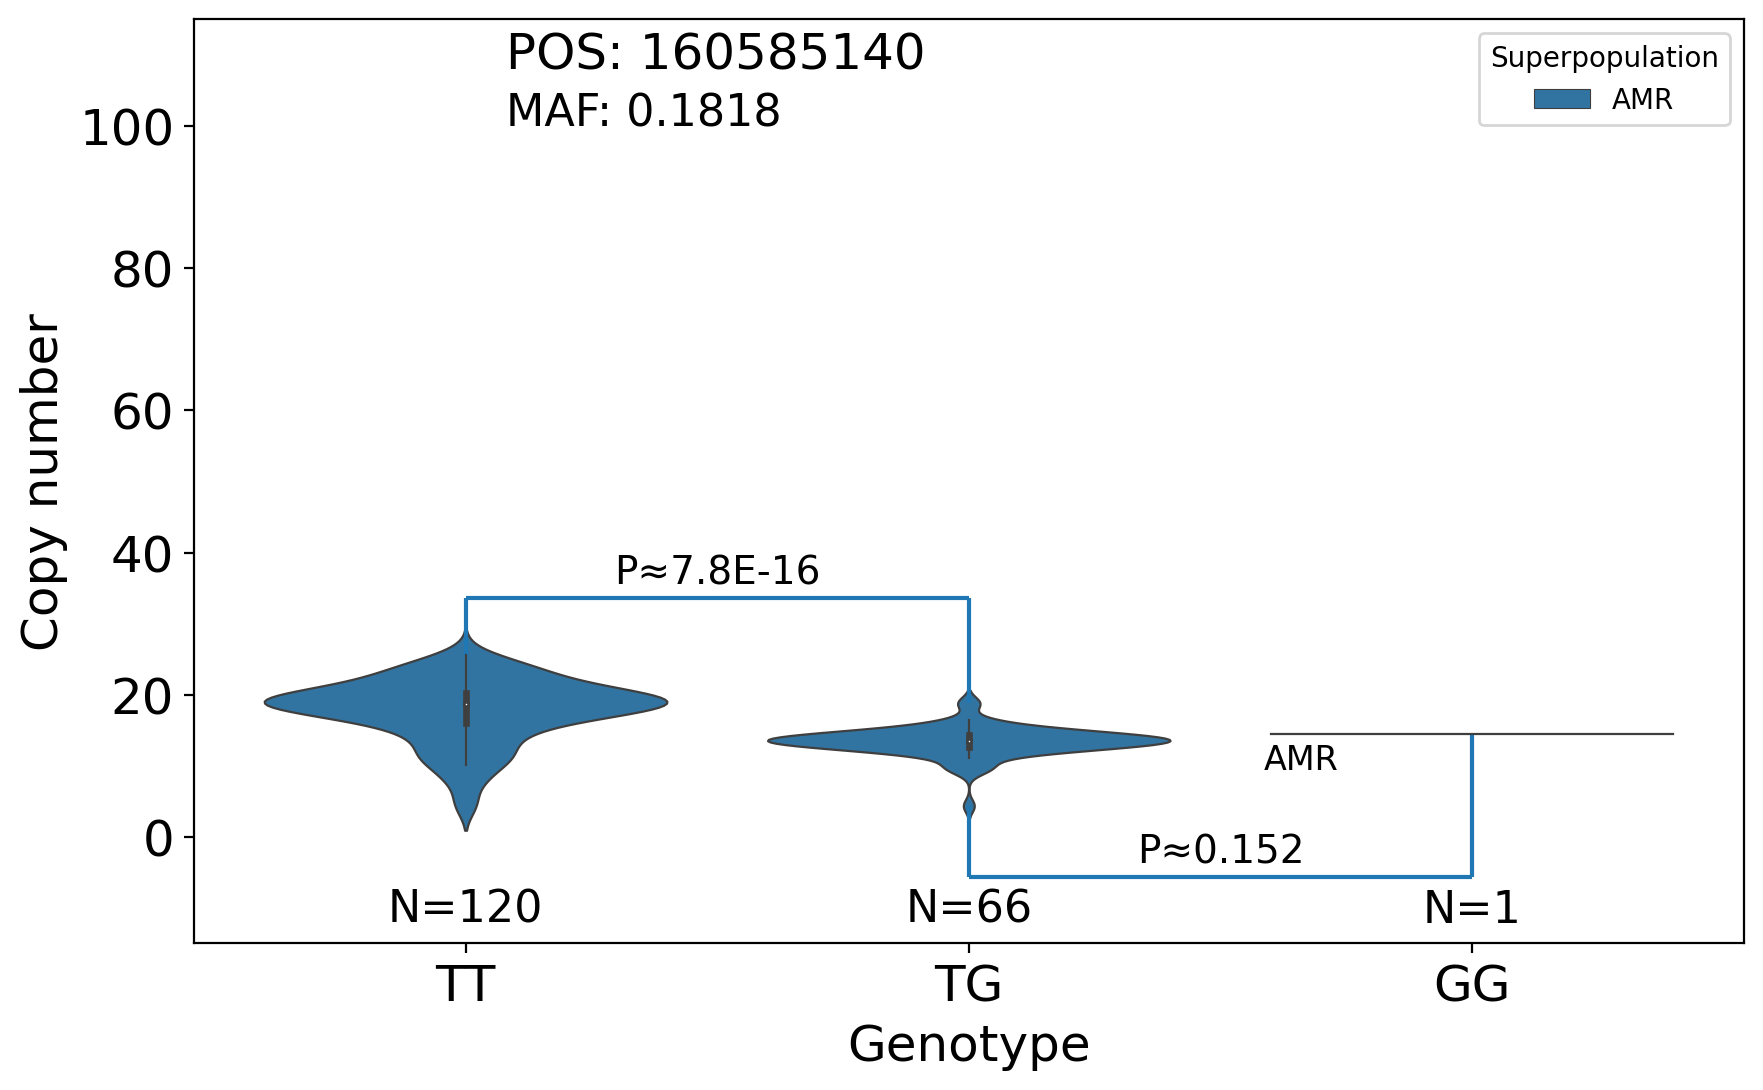 POS: 160585140
MAF: 0.1818
Superpopulation
AMR
Copy number
100
80
60
40
20
0
P≈7.8E-16
AMR
P≈0.152
N=120
N=66
N=1
TT
TG
GG
Genotype